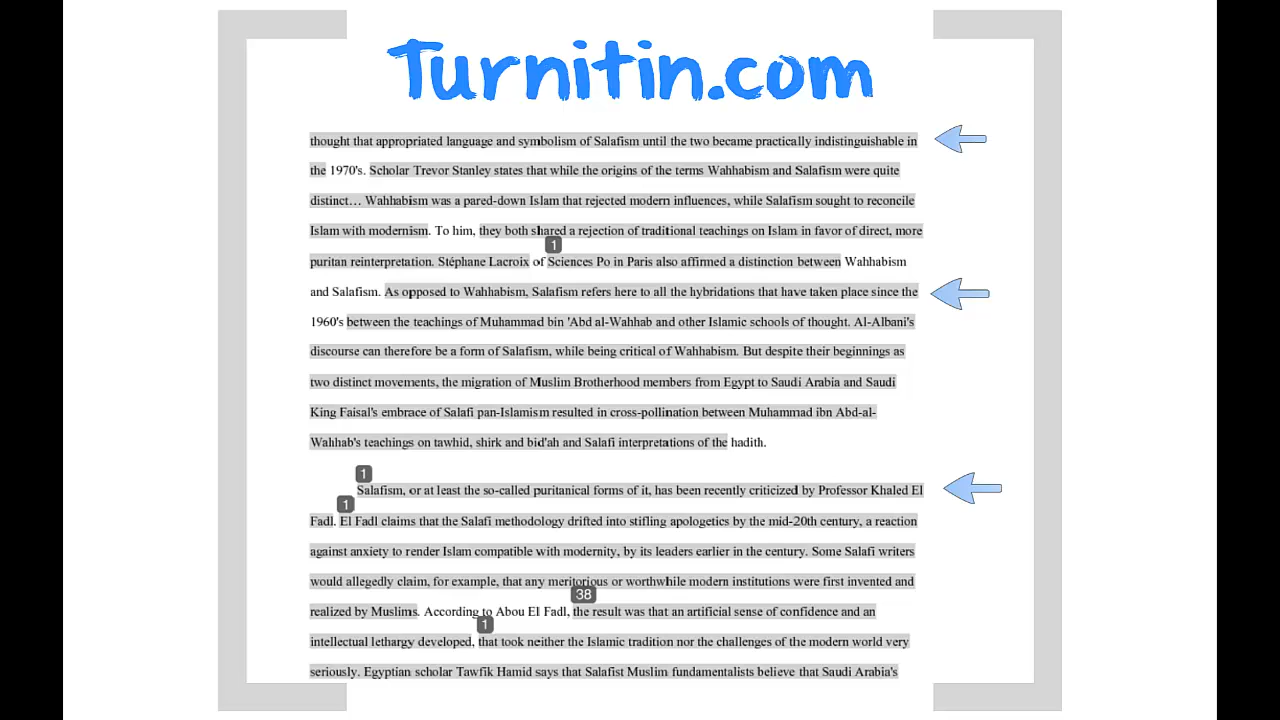 Turnitin.com
thought that appropriated language and symbolism of Salafism until the two became practically indistinguishable in
the 1970's. Scholar Trevor Stanley states that while the origins of the terms Wahhabism and Salafism were quite
distinct… Wahhabism was a pared-down Islam that rejected modern influences, while Salafism sought to reconcile
Islam with modernism. To him, they both shared a rejection of traditional teachings on Islam in favor of direct, more
1
puritan reinterpretation. Stéphane Lacroix of Sciences Po in Paris also affirmed a distinction between Wahhabism
and Salafism. As opposed to Wahhabism, Salafism refers here to all the hybridations that have taken place since the
1960's between the teachings of Muhammad bin 'Abd al-Wahhab and other Islamic schools of thought. Al-Albani's
discourse can therefore be a form of Salafism, while being critical of Wahhabism. But despite their beginnings as
two distinct movements, the migration of Muslim Brotherhood members from Egypt to Saudi Arabia and Saudi
King Faisal's embrace of Salafi pan-Islamism resulted in cross-pollination between Muhammad ibn Abd-al-
Wahhab's teachings on tawhid, shirk and bid'ah and Salafi interpretations of the hadith.
1
Salafism, or at least the so-called puritanical forms of it, has been recently criticized by Professor Khaled El
1
Fadl. El Fadl claims that the Salafi methodology drifted into stifling apologetics by the mid-20th century, a reaction
against anxiety to render Islam compatible with modernity, by its leaders earlier in the century. Some Salafi writers
would allegedly claim, for example, that any meritorious or worthwhile modern institutions were first invented and
38
realized by Muslims. According to Abou El Fadl, the result was that an artificial sense of confidence and an
1
intellectual lethargy developed, that took neither the Islamic tradition nor the challenges of the modern world very
seriously. Egyptian scholar Tawfik Hamid says that Salafist Muslim fundamentalists believe that Saudi Arabia's